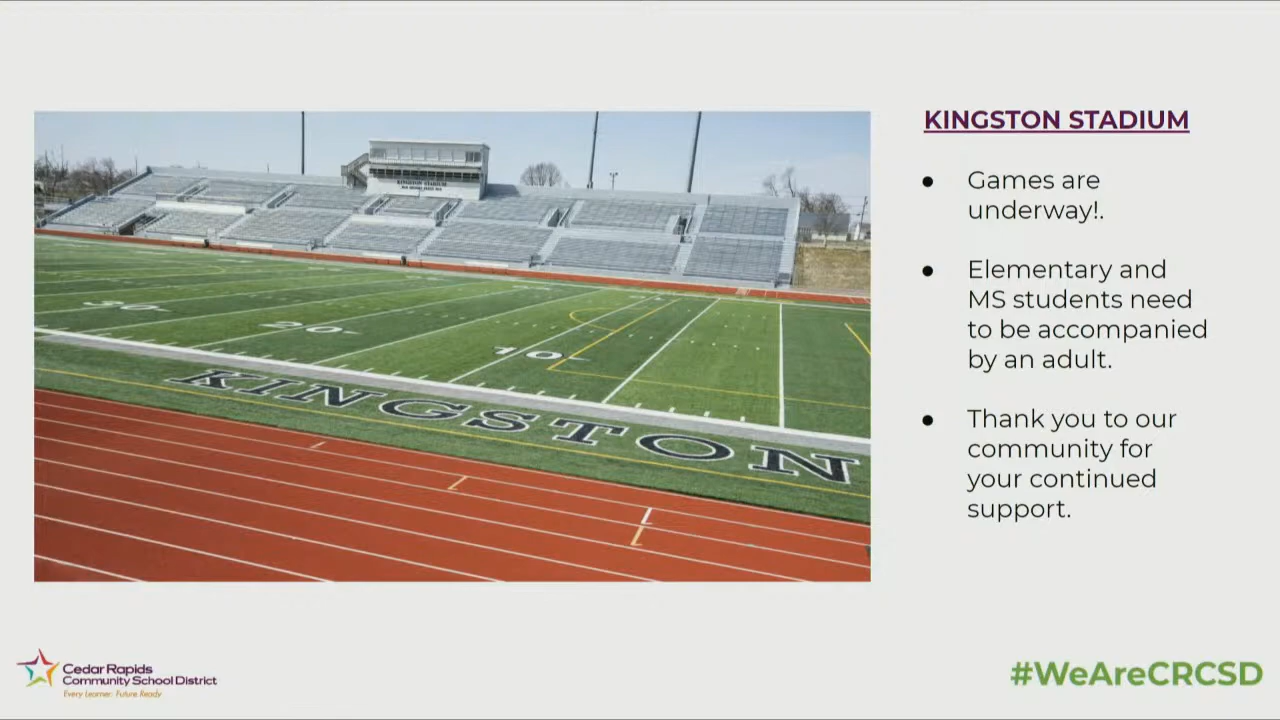 KINGSTON STADIUM
● Games are
underway!.
● Elementary and
MS students need
to be accompanied
by an adult.
● Thank you to our
community for
your continued
support.
KINGSTON STADIUM
30
20
10
KINGSTON
Cedar Rapids
Community School District
Every Learner: Future Ready
#WeAreCRCSD